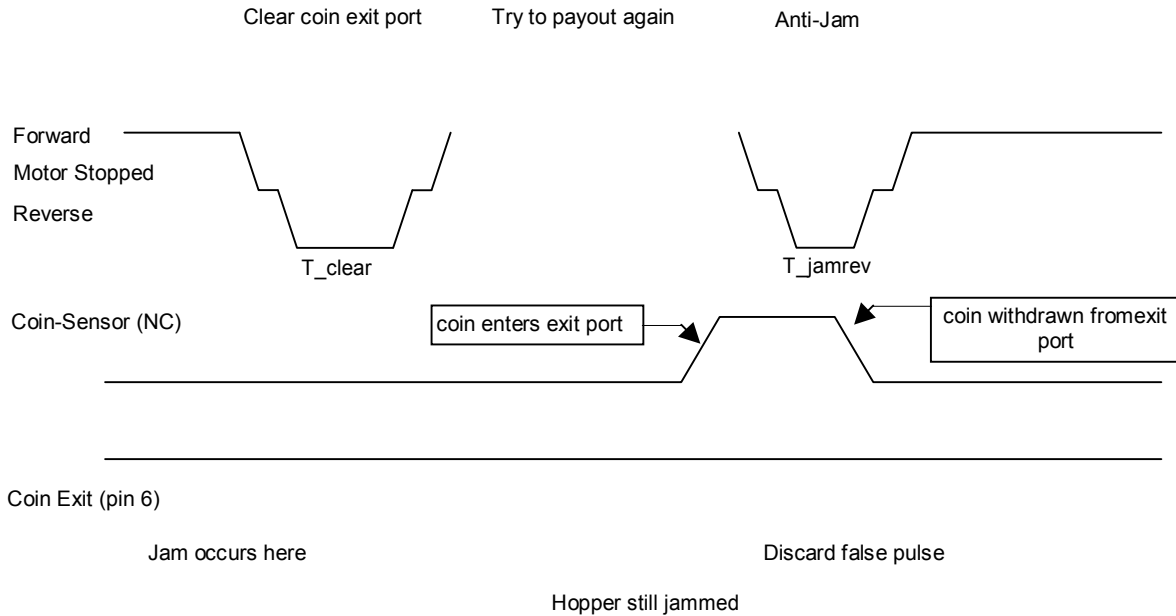 Clear coin exit port
Try to payout again
Anti-Jam
Forward
Motor Stopped
Reverse
T_clear
T_jamrev
Coin-Sensor (NC)
coin enters exit port
coin withdrawn fromexit
port
Coin Exit (pin 6)
Jam occurs here
Discard false pulse
Hopper still jammed